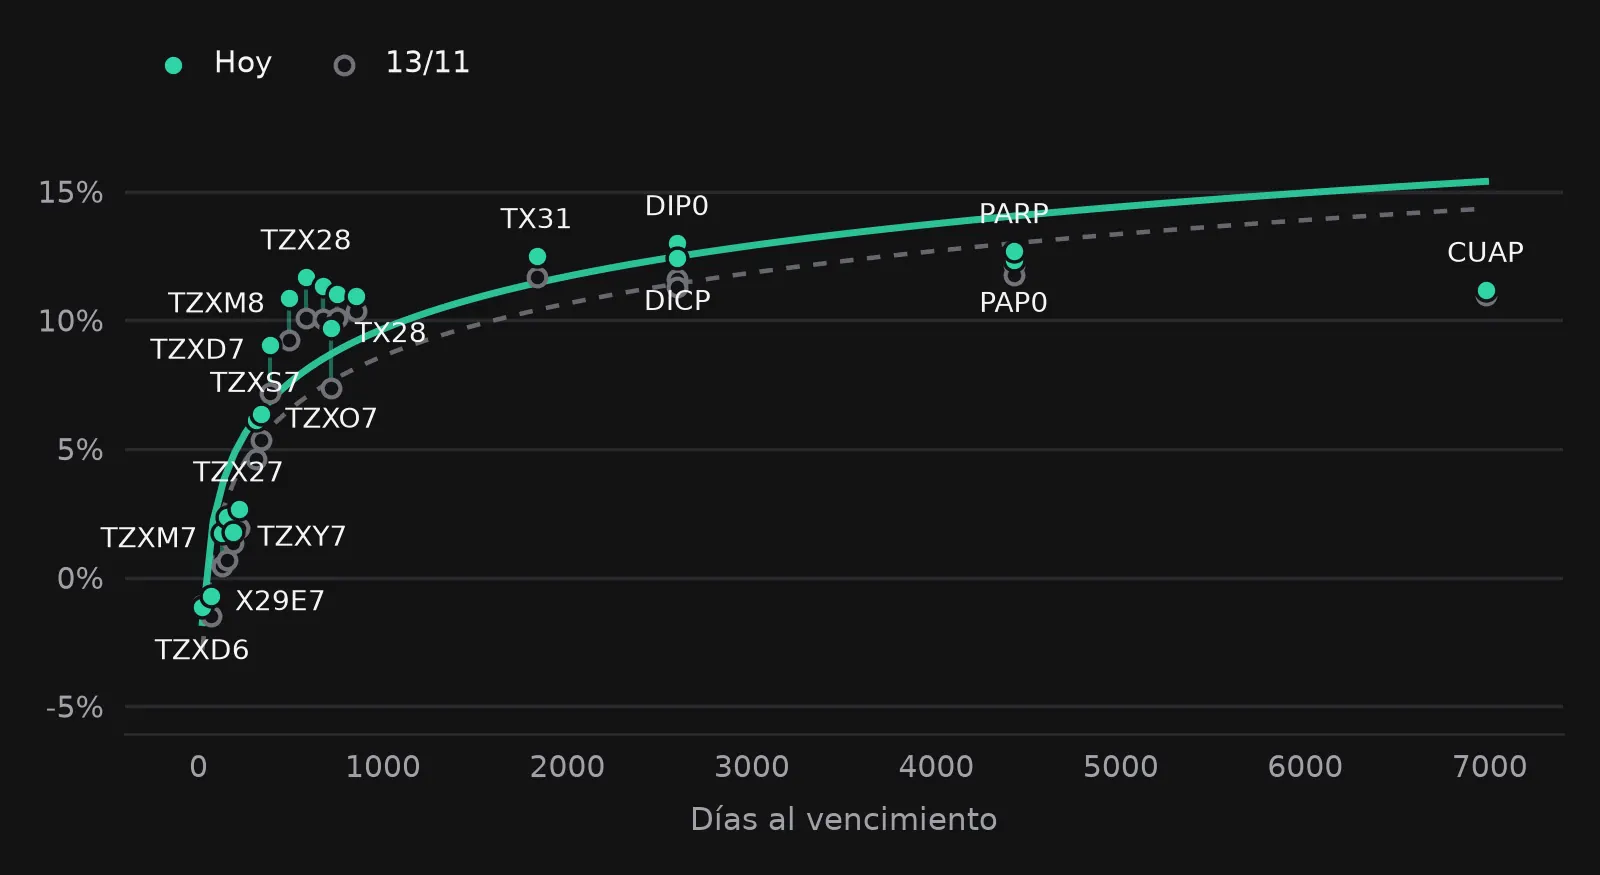 Hoy
13/11
15%
10%
5%
0%
-5%
TX31
DIP0
PARP
TZX28
CUAP
TZXM8
DICP
PAP0
TX28
TZXD7
TZXS7
TZXO7
TZX27
TZXM7
TZXY7
X29E7
TZXD6
0
1000
2000
3000
4000
5000
6000
7000
Días al vencimiento